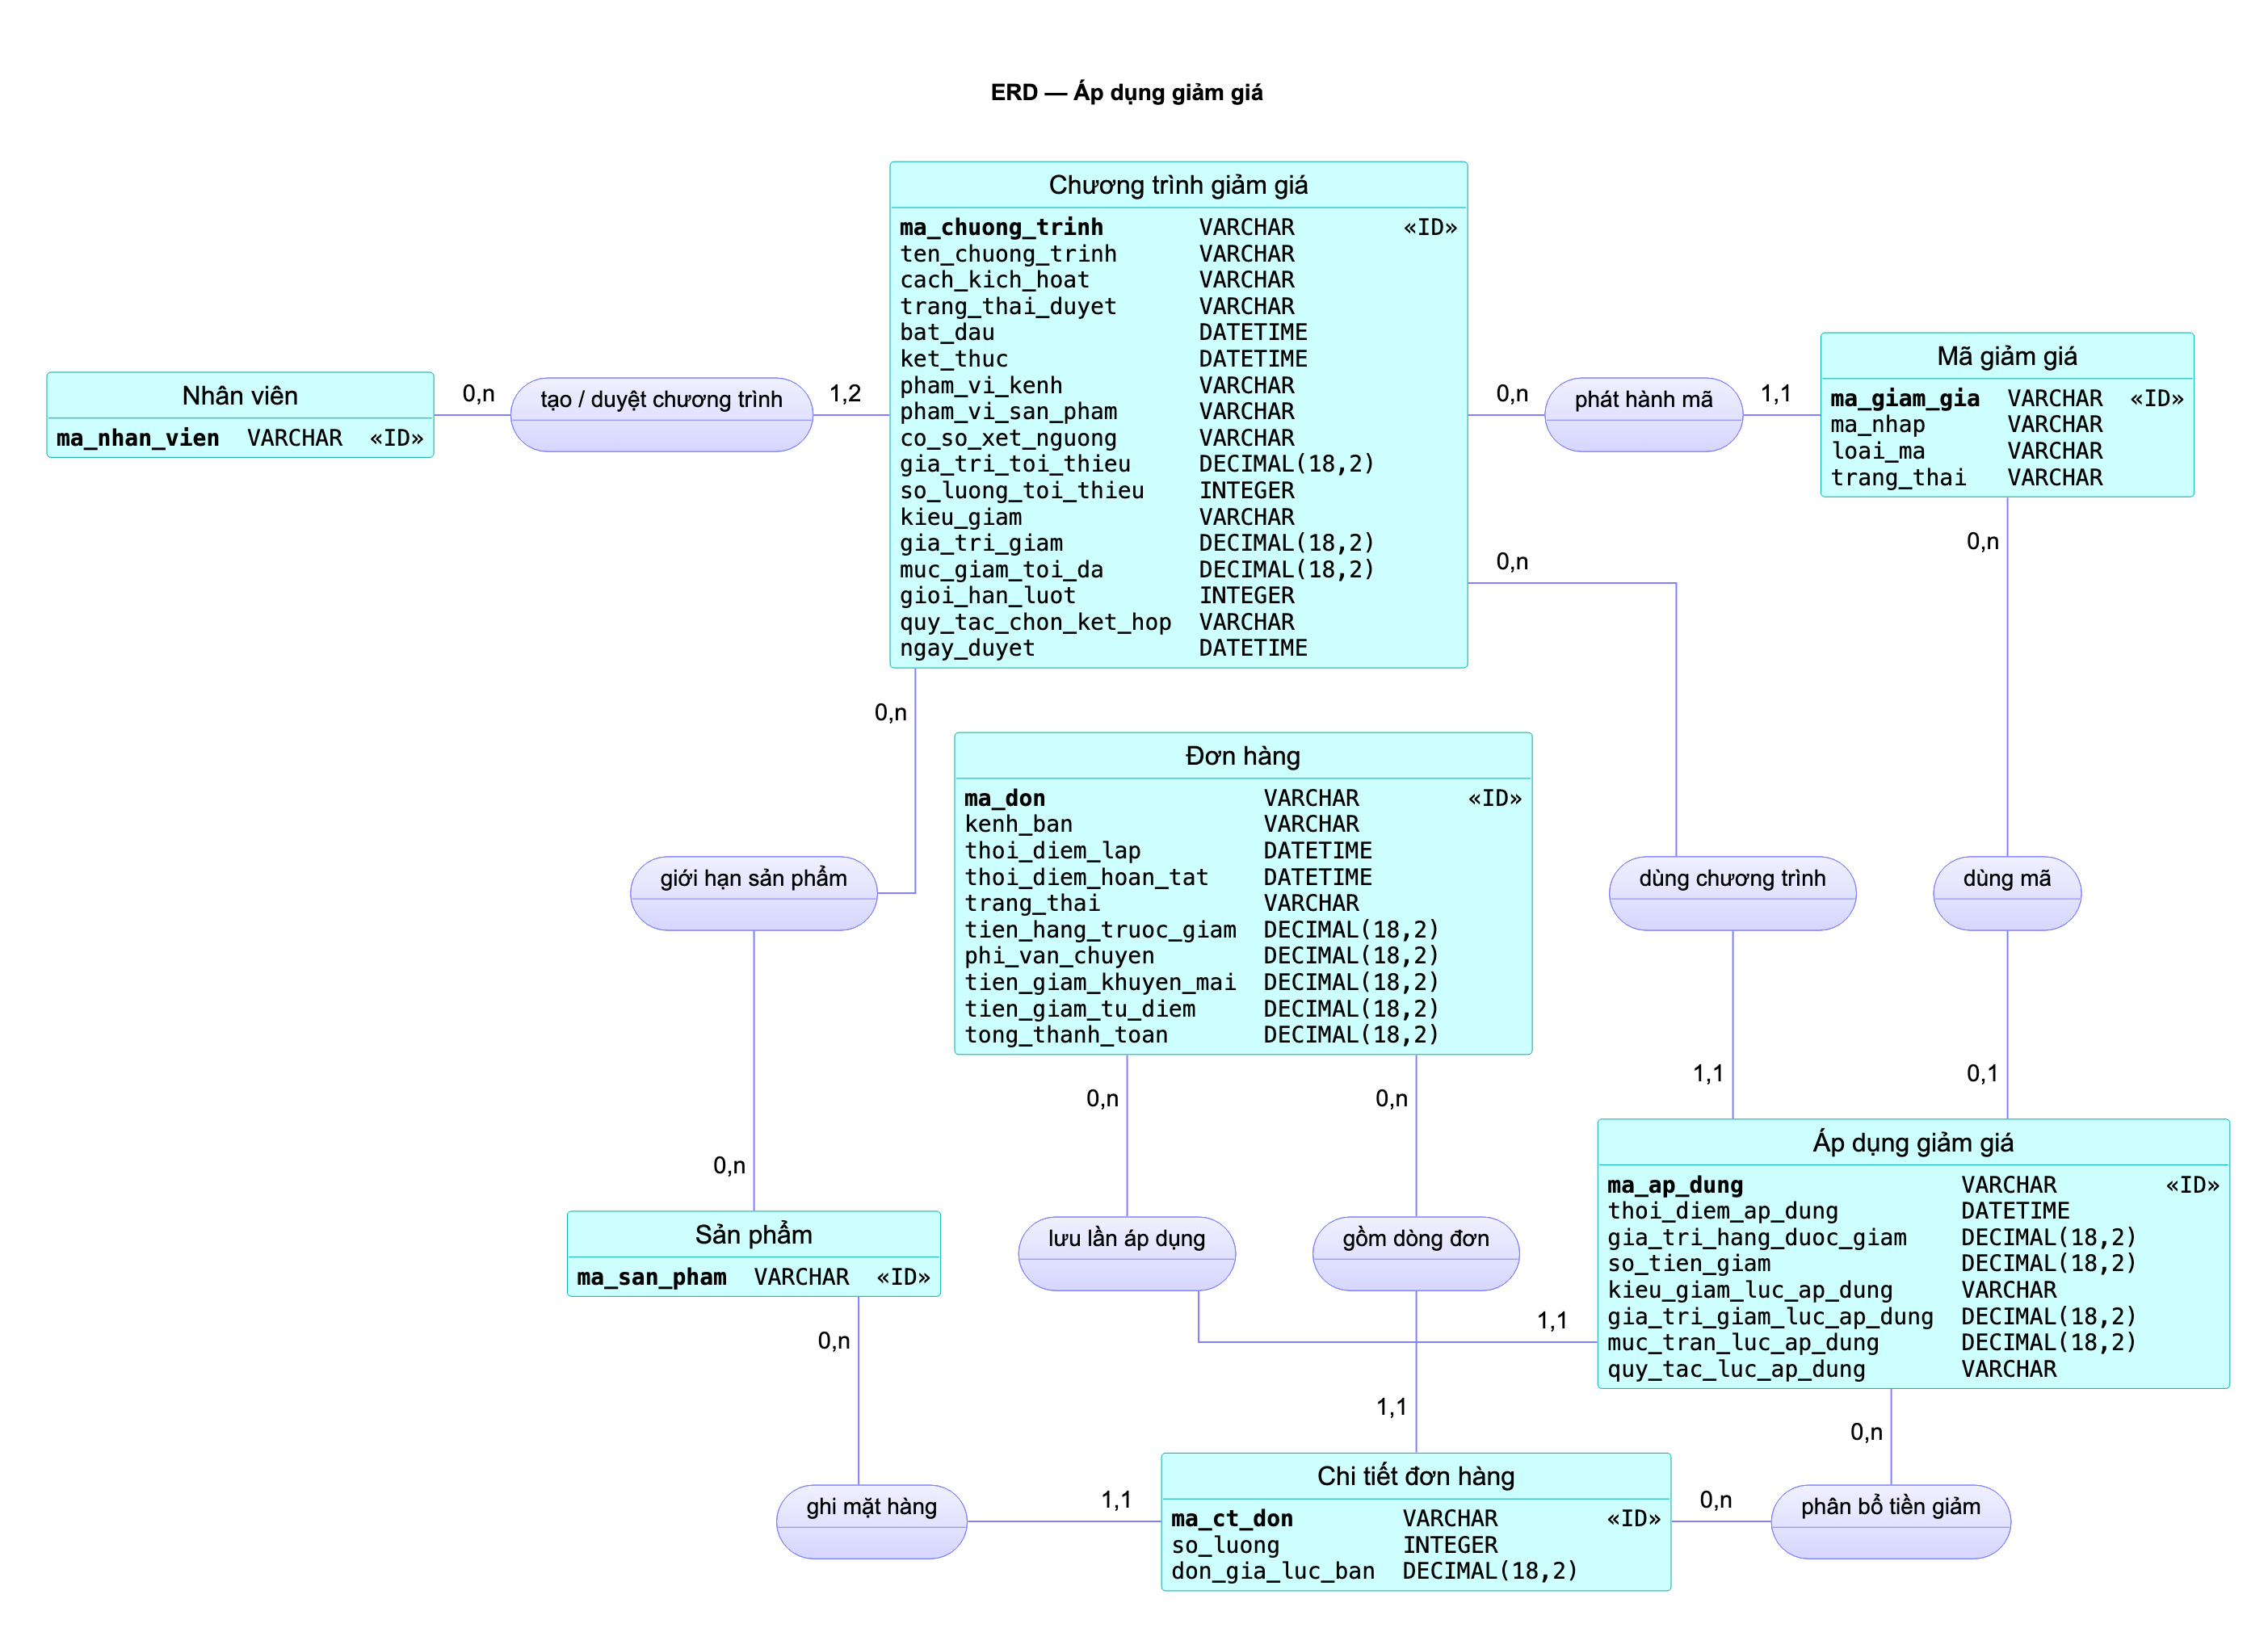 ERD — Áp dụng giảm giá
Chương trình giảm giá
ma_chuong_trinh VARCHAR «ID»
ten_chuong_trinh VARCHAR
cach_kich_hoat VARCHAR
trang_thai_duyet VARCHAR
bat_dau DATETIME
ket_thuc DATETIME
pham_vi_kenh VARCHAR
pham_vi_san_pham VARCHAR
co_so_xet_nguong VARCHAR
gia_tri_toi_thieu DECIMAL(18,2)
so_luong_toi_thieu INTEGER
kieu_giam VARCHAR
gia_tri_giam DECIMAL(18,2)
muc_giam_toi_da DECIMAL(18,2)
gioi_han_luot INTEGER
quy_tac_chon_ket_hop VARCHAR
ngay_duyet DATETIME
Nhân viên
ma_nhan_vien VARCHAR «ID»
0,n
tạo / duyệt chương trình
1,2
0,n
phát hành mã
1,1
Mã giảm giá
ma_giam_gia VARCHAR «ID»
ma_nhap VARCHAR
loai_ma VARCHAR
trang_thai VARCHAR
0,n
0,n
0,n
Đơn hàng
ma_don VARCHAR «ID»
kenh_ban VARCHAR
thoi_diem_lap DATETIME
thoi_diem_hoan_tat DATETIME
trang_thai VARCHAR
tien_hang_truoc_giam DECIMAL(18,2)
phi_van_chuyen DECIMAL(18,2)
tien_giam_khuyen_mai DECIMAL(18,2)
tien_giam_tu_diem DECIMAL(18,2)
tong_thanh_toan DECIMAL(18,2)
giới hạn sản phẩm
dùng chương trình
dùng mã
1,1
0,1
0,n
0,n
0,n
Sản phẩm
ma_san_pham VARCHAR «ID»
lưu lần áp dụng
gồm dòng đơn
Áp dụng giảm giá
ma_ap_dung VARCHAR «ID»
thoi_diem_ap_dung DATETIME
gia_tri_hang_duoc_giam DECIMAL(18,2)
so_tien_giam DECIMAL(18,2)
kieu_giam_luc_ap_dung VARCHAR
gia_tri_giam_luc_ap_dung DECIMAL(18,2)
muc_tran_luc_ap_dung DECIMAL(18,2)
quy_tac_luc_ap_dung VARCHAR
0,n
1,1
1,1
0,n
ghi mặt hàng
1,1
Chi tiết đơn hàng
ma_ct_don VARCHAR «ID»
so_luong INTEGER
don_gia_luc_ban DECIMAL(18,2)
0,n
phân bổ tiền giảm